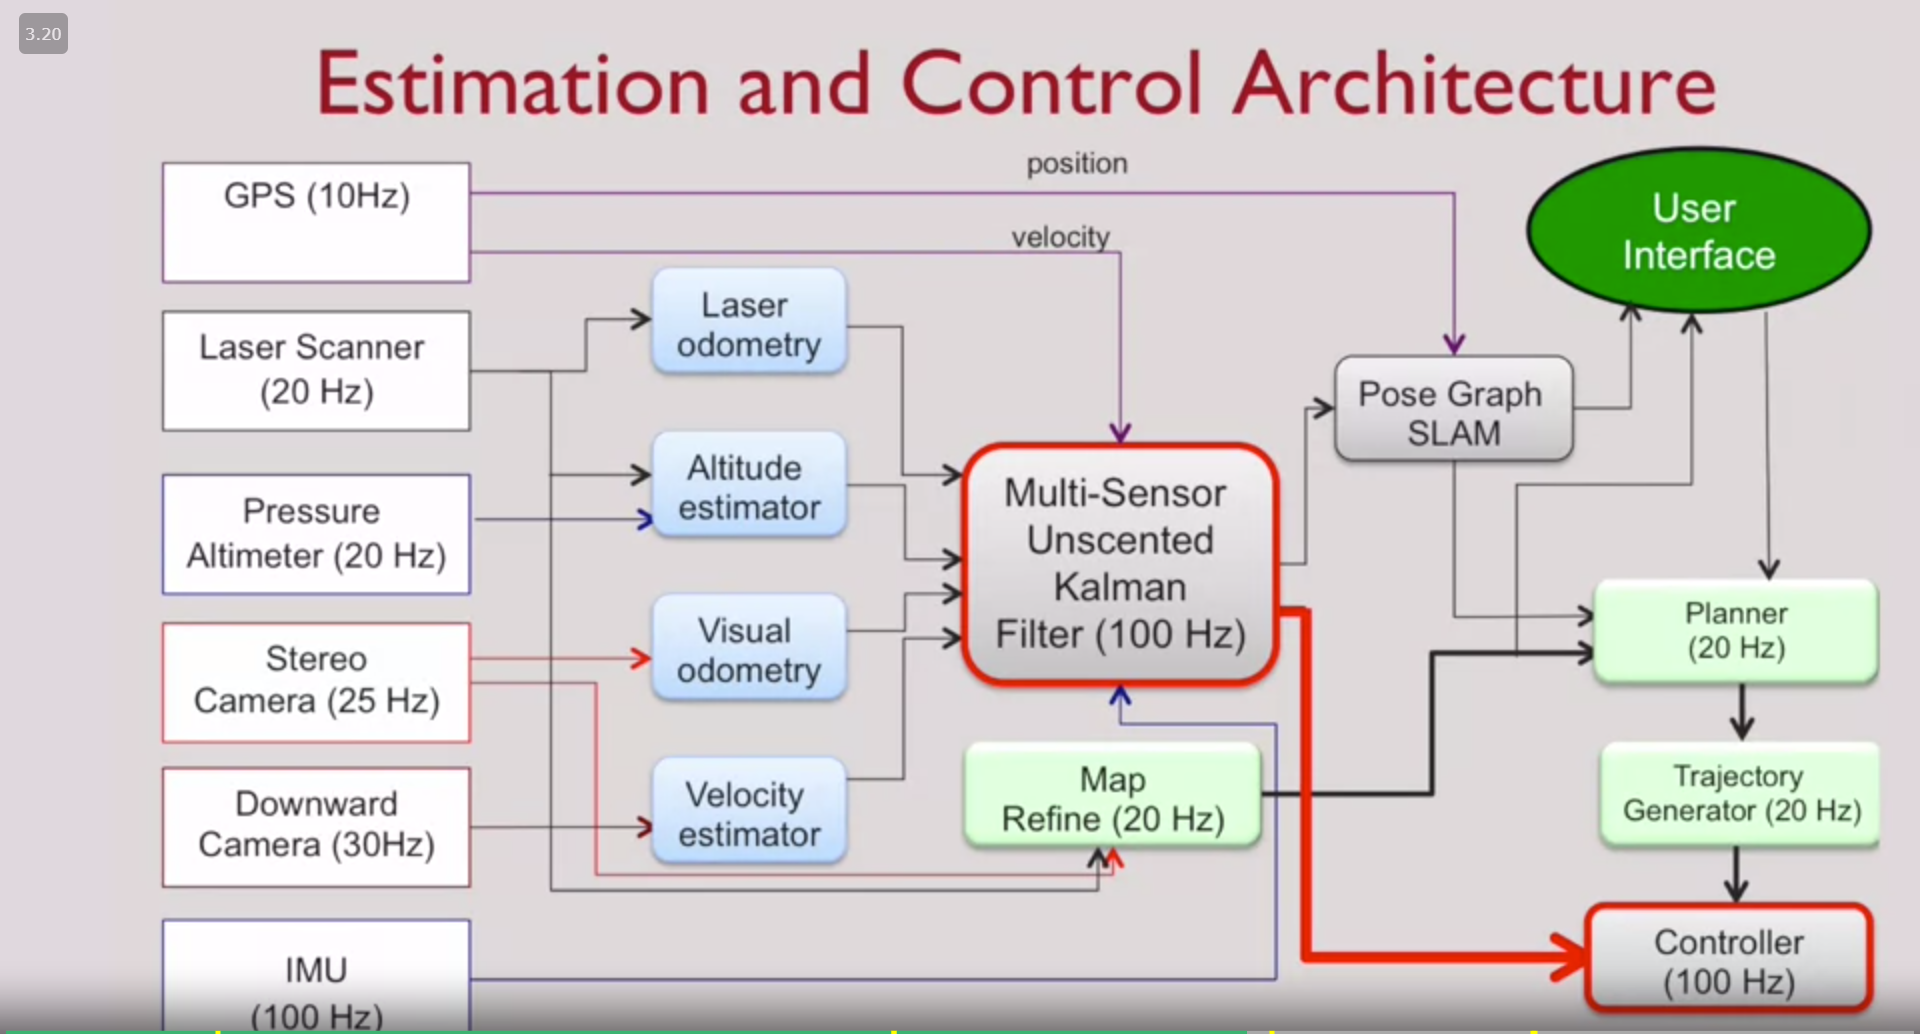 3.20
Estimation and Control Architecture
position
GPS (10Hz)
velocity
User
Interface
Laser Scanner
(20 Hz)
Laser
odometry
Pose Graph
SLAM
Pressure
Altimeter (20 Hz)
Altitude
estimator
Multi-Sensor
Unscented
Kalman
Filter (100 Hz)
Stereo
Camera (25 Hz)
Visual
odometry
Planner
(20 Hz)
Downward
Camera (30Hz)
Velocity
estimator
Map
Refine (20 Hz)
Trajectory
Generator (20 Hz)
IMU
(100 Hz)
Controller
(100 Hz)